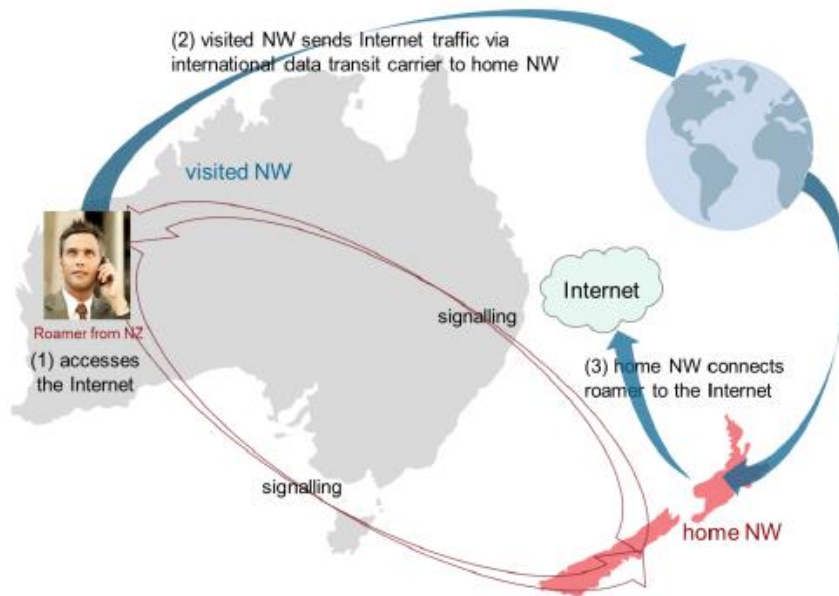 (2) visited NW sends Internet traffic via
international data transit carrier to home NW
visited NW
Roamer from NZ
(1) accesses
the Internet
signalling
Internet
(3) home NW connects
roamer to the Internet
signalling
home NW